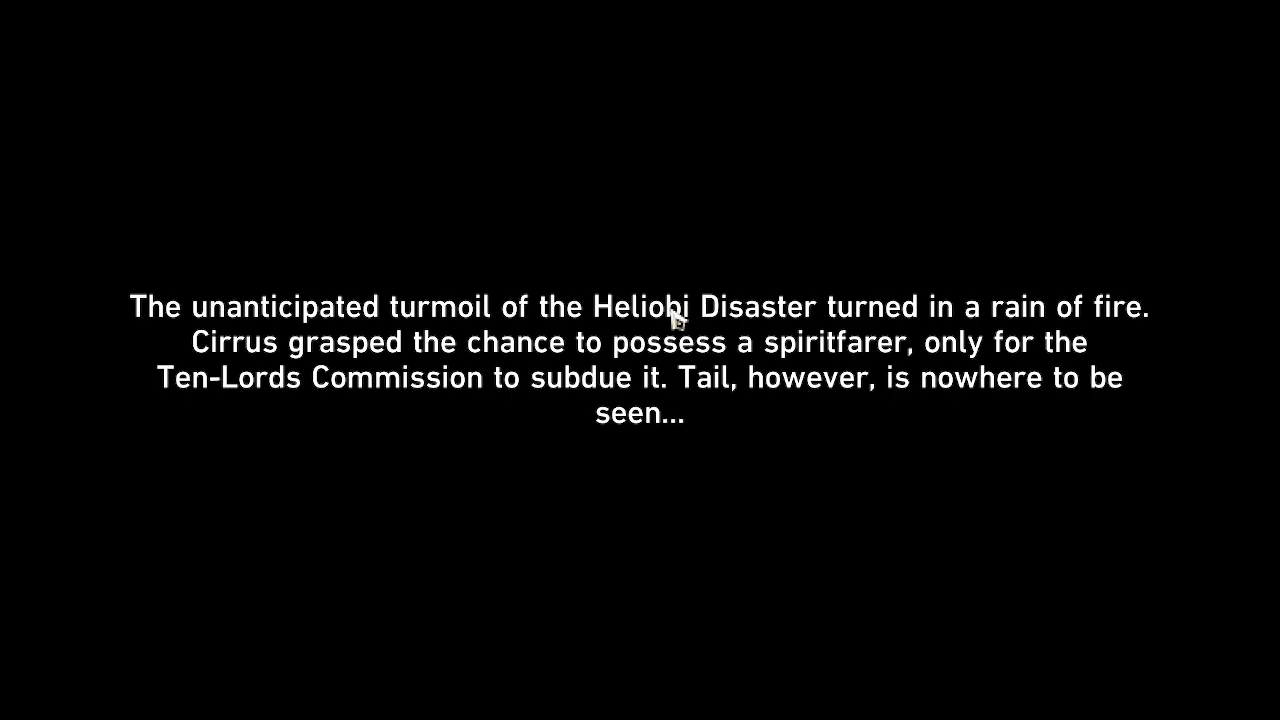 The unanticipated turmoil of the Heliobi Disaster turned in a rain of fire.
Cirrus grasped the chance to possess a spiritfarer, only for the
Ten-Lords Commission to subdue it. Tail, however, is nowhere to be
seen...